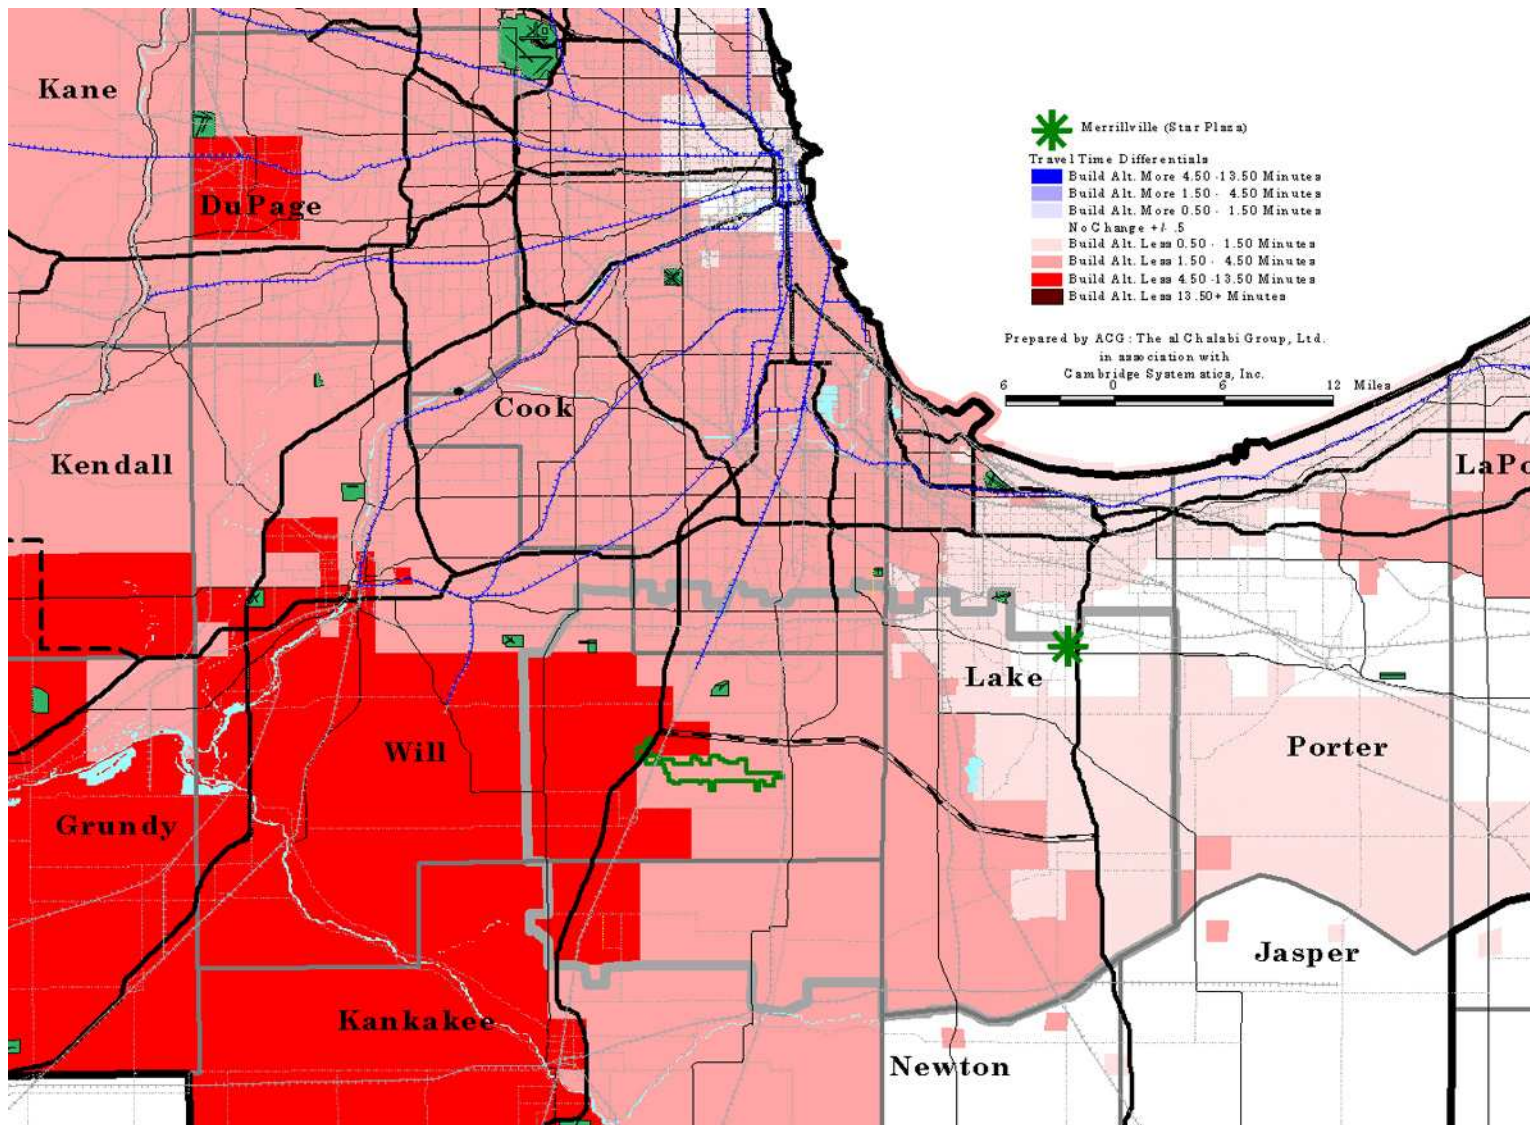 Kane
Merrillville (Star Plaza)
Travel Time Differentials
Build Alt. More 4.50 -13.50 Minutes
Build Alt. More 1.50 - 4.50 Minutes
Build Alt. More 0.50 - 1.50 Minutes
No Change +/- .5
Build Alt. Less 0.50 - 1.50 Minutes
Build Alt. Less 1.50 - 4.50 Minutes
Build Alt. Less 4.50 -13.50 Minutes
Build Alt. Less 13.50+ Minutes
DuPage
Prepared by ACG: The al Chalabi Group, Ltd.
in association with
Cambridge Systematics, Inc.
6 0 6 12 Miles
Cook
Kendall
LaPo
Lake
Will
Porter
Grundy
Jasper
Kankakee
Newton